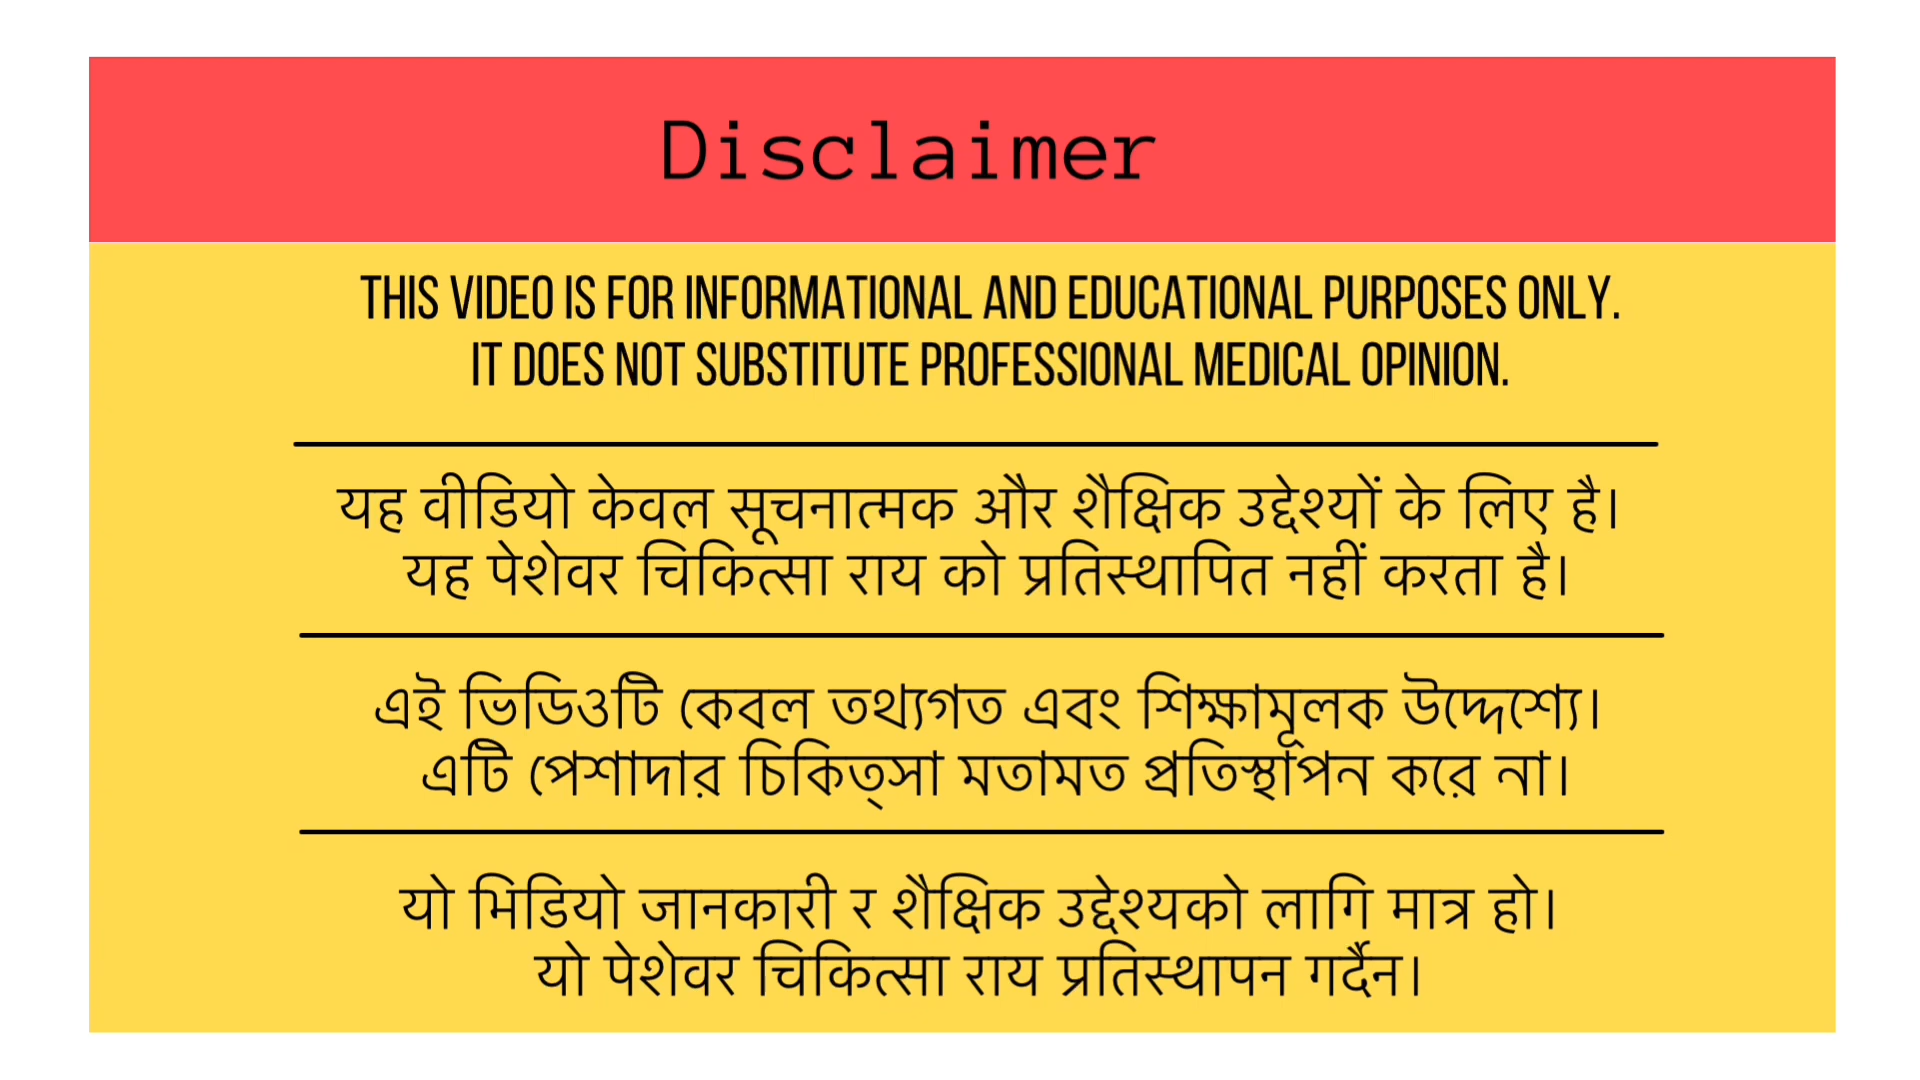 Disclaimer
THIS VIDEO IS FOR INFORMATIONAL AND EDUCATIONAL PURPOSES ONLY.
IT DOES NOT SUBSTITUTE PROFESSIONAL MEDICAL OPINION.
यह वीडियो केवल सूचनात्मक और शैक्षिक उद्देश्यों के लिए है।
यह पेशेवर चिकित्सा राय को प्रतिस्थापित नहीं करता है।
এই ভিডিওটি কেবল তথ্যগত এবং শিক্ষামূলক উদ্দেশ্যে।
এটি পেশাদার চিকিত্সা মতামত প্রতিস্থাপন করে না।
यो भिडियो जानकारी र शैक्षिक उद्देश्यको लागि मात्र हो।
यो पेशेवर चिकित्सा राय प्रतिस्थापन गर्दैन।